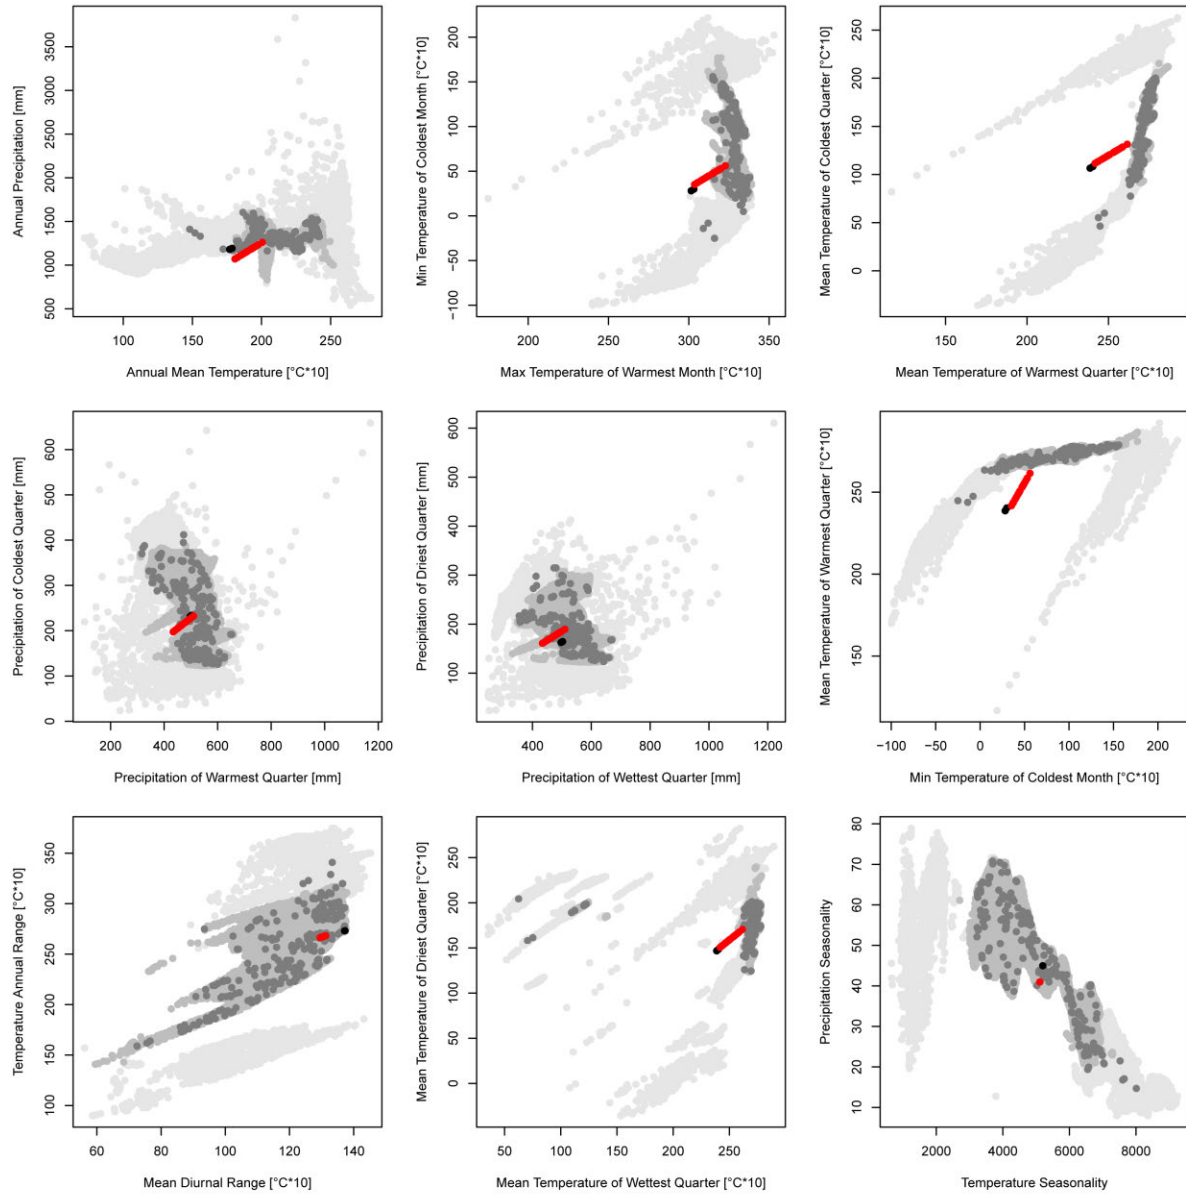 Annual Precipitation [mm]
3500
3000
2500
2000
1500
1000
500
100 150 200 250
Annual Mean Temperature [°C*10]
Min Temperature of Coldest Month [°C*10]
200
150
100
50
0
−50
−100
200 250 300 350
Max Temperature of Warmest Month [°C*10]
Mean Temperature of Coldest Quarter [°C*10]
250
200
150
100
50
0
150 200 250
Mean Temperature of Warmest Quarter [°C*10]
Precipitation of Coldest Quarter [mm]
600
500
400
300
200
100
0
200 400 600 800 1000 1200
Precipitation of Warmest Quarter [mm]
Precipitation of Driest Quarter [mm]
600
500
400
300
200
100
400 600 800 1000 1200
Precipitation of Wettest Quarter [mm]
Mean Temperature of Warmest Quarter [°C*10]
250
200
150
−100 −50 0 50 100 150 200
Min Temperature of Coldest Month [°C*10]
Temperature Annual Range [°C*10]
350
300
250
200
150
100
60 80 100 120 140
Mean Diurnal Range [°C*10]
Mean Temperature of Driest Quarter [°C*10]
250
200
150
100
50
0
50 100 150 200 250
Mean Temperature of Wettest Quarter [°C*10]
Precipitation Seasonality
80
70
60
50
40
30
20
10
2000 4000 6000 8000
Temperature Seasonality